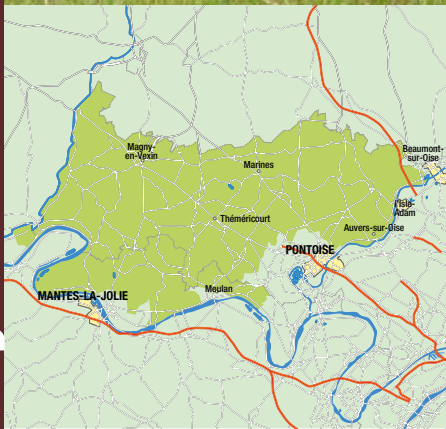 Magny-
en-Vexin
Marines
Beaumont-
sur-Oise
L'Isle-
Adam
Théméricourt
Auvers-sur-Oise
PONTOISE
Meulan
MANTES-LA-JOLIE